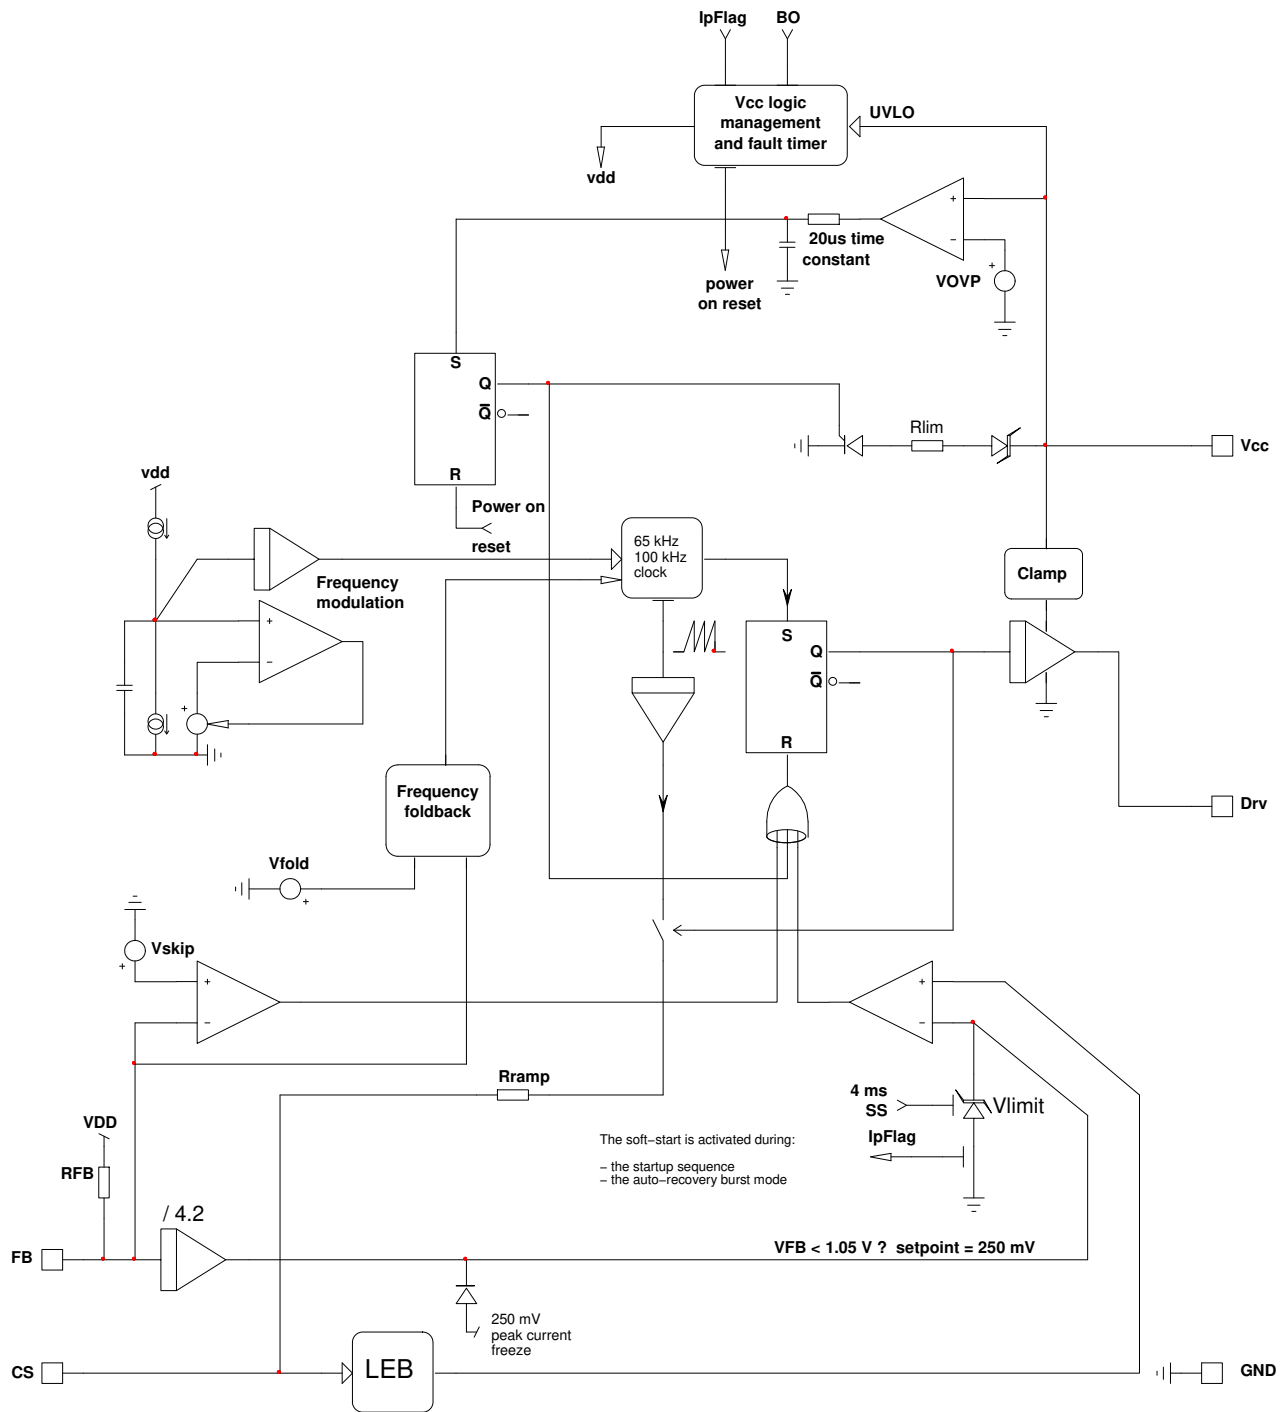 IpFlag
BO
Vcc logic
management
and fault timer
UVLO
vdd
+
−
20us time
constant
+
VOVP
power
on reset
S
Q
Q̅
R
Rlim
Vcc
vdd
Power on
reset
65 kHz
100 kHz
clock
Clamp
Frequency
modulation
+
−
+
S
Q
Q̅
R
Frequency
foldback
Drv
Vfold
+
Vskip
+
+
−
+
−
Rramp
4 ms
SS
Vlimit
VDD
IpFlag
The soft−start is activated during:
− the startup sequence
− the auto−recovery burst mode
RFB
/ 4.2
FB
VFB < 1.05 V ? setpoint = 250 mV
250 mV
peak current
freeze
CS
LEB
GND